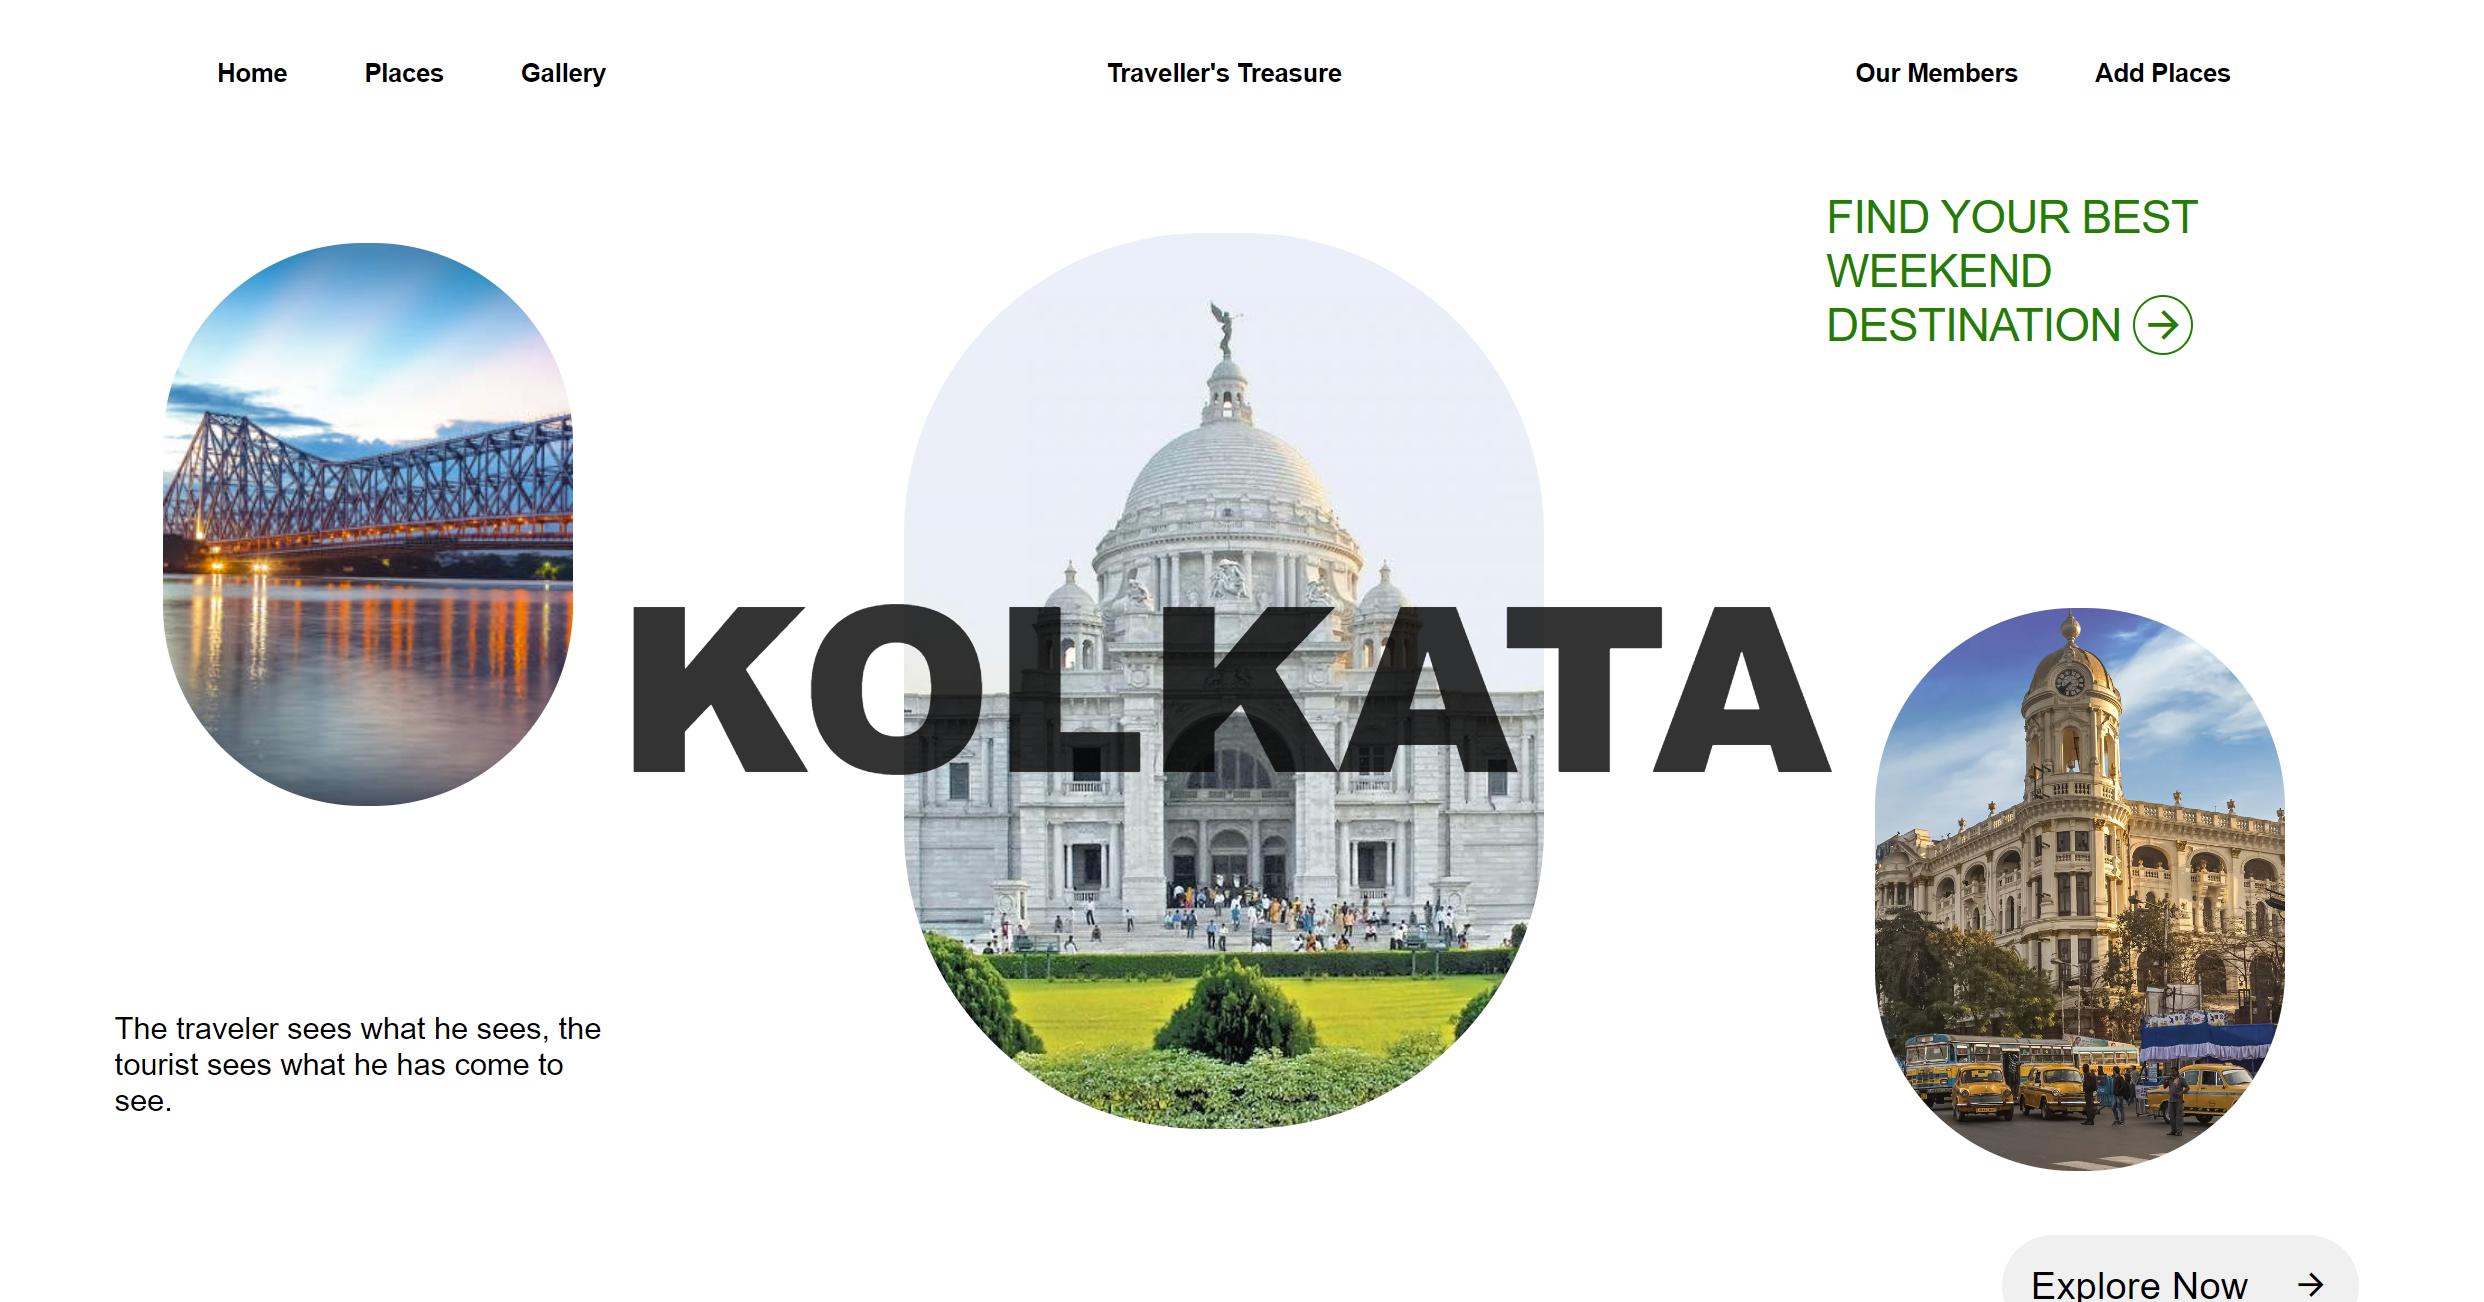 Home Places Gallery Traveller's Treasure Our Members Add Places
FIND YOUR BEST
WEEKEND
DESTINATION
KOLKATA
The traveler sees what he sees, the
tourist sees what he has come to
see.
Explore Now